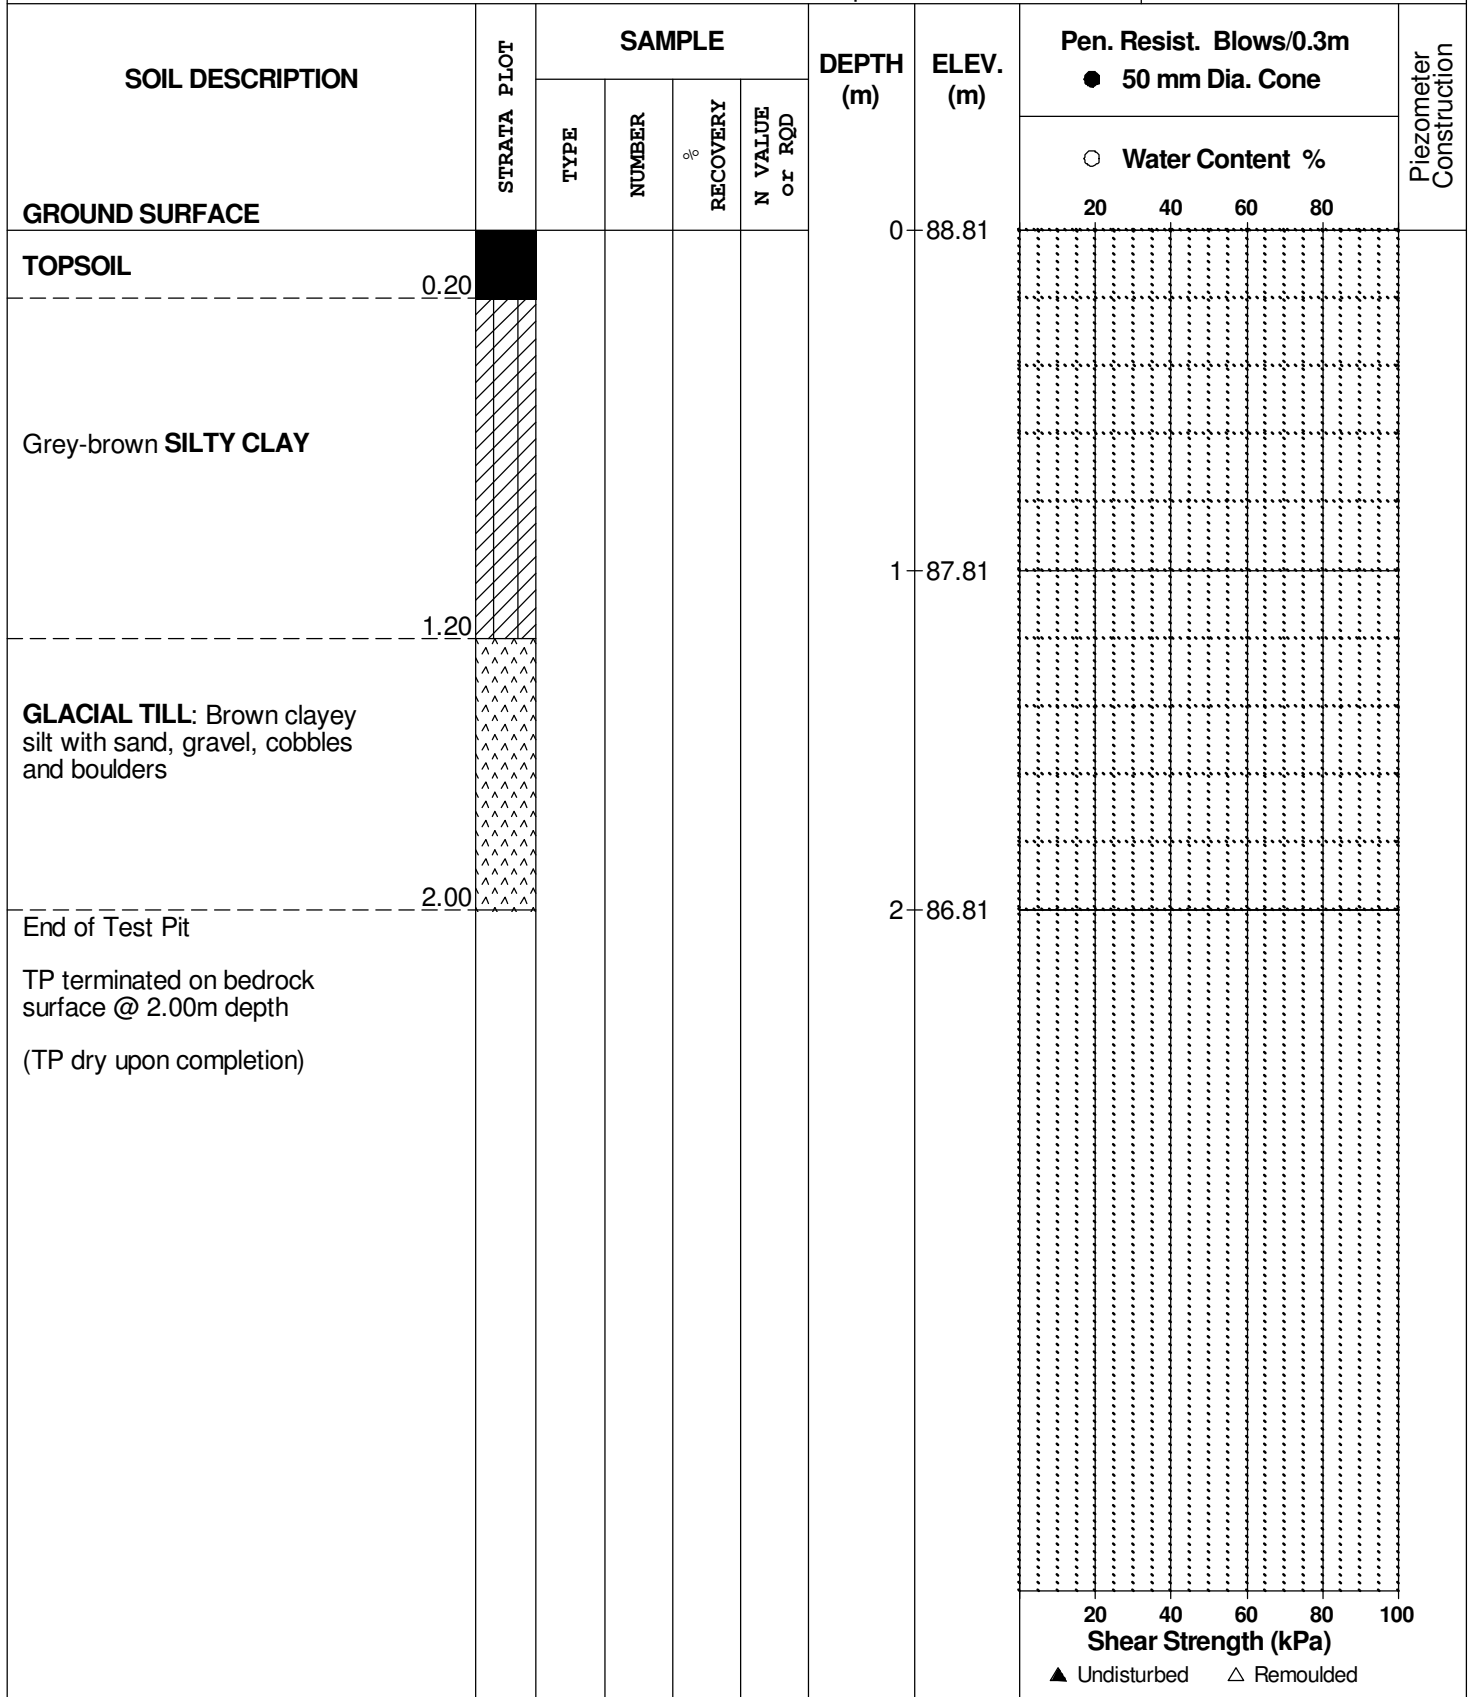 SOIL DESCRIPTION
GROUND SURFACE
STRATA PLOT
SAMPLE
TYPE
NUMBER
%
RECOVERY
N VALUE
or RQD
DEPTH
(m)
ELEV.
(m)
Pen. Resist. Blows/0.3m
● 50 mm Dia. Cone
○ Water Content %
20 40 60 80
Piezometer
Construction
0 88.81
TOPSOIL
0.20
Grey-brown SILTY CLAY
1 87.81
1.20
GLACIAL TILL: Brown clayey
silt with sand, gravel, cobbles
and boulders
2.00
2 86.81
End of Test Pit
TP terminated on bedrock
surface @ 2.00m depth
(TP dry upon completion)
20 40 60 80 100
Shear Strength (kPa)
▲ Undisturbed △ Remoulded